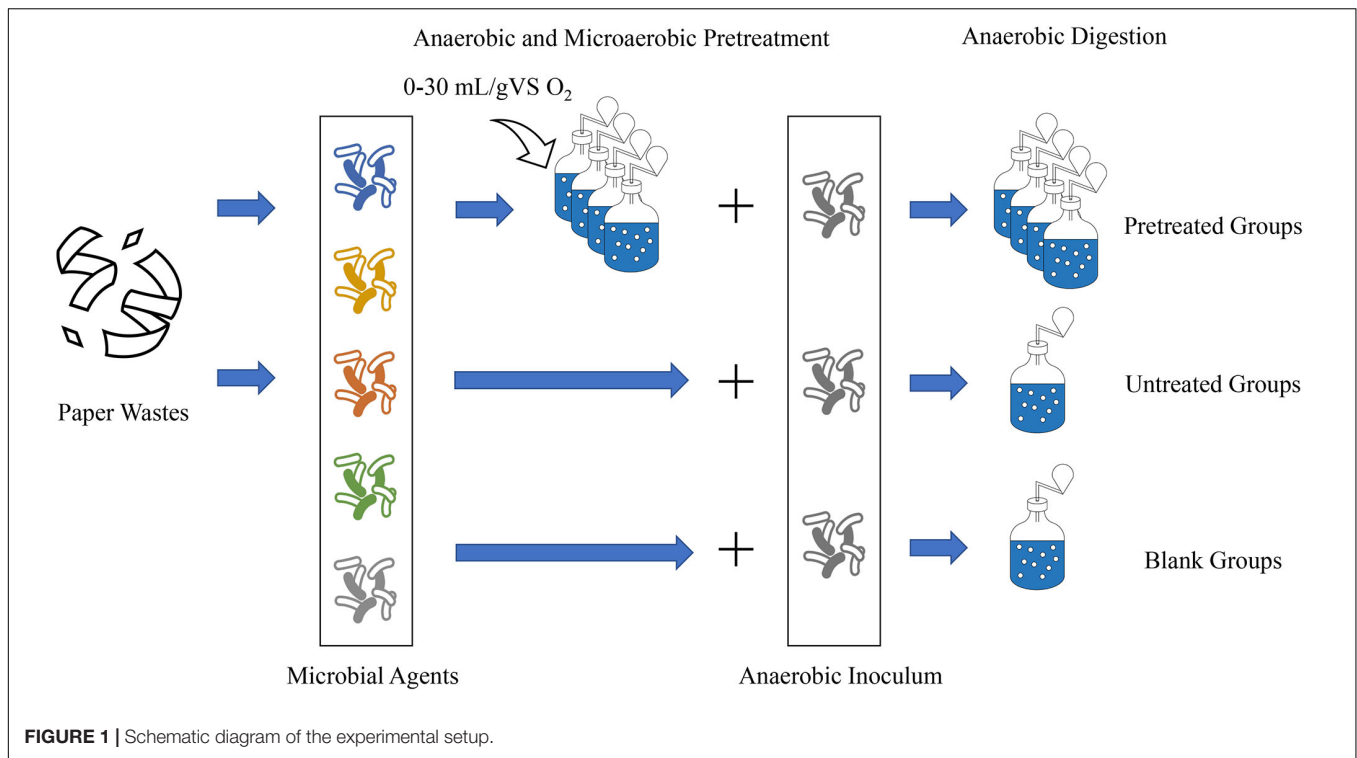 Anaerobic and Microaerobic Pretreatment
Anaerobic Digestion
0-30 mL/gVS O₂
Pretreated Groups
Paper Wastes
Untreated Groups
Blank Groups
Microbial Agents
Anaerobic Inoculum
FIGURE 1 | Schematic diagram of the experimental setup.